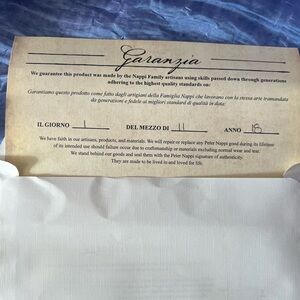 Garanzia
We guarantee this product was made by the Nappi Family artisans using skills passed down through generations
adhering to the highest quality standards on:
Garantiamo questo prodotto come fatto dagli artigiani della Famiglia Nappi che lavorano con la stessa arte tramandata
da generazioni e fedele ai migliori standard di qualità in data:
IL GIORNO 1 DEL MEZZO DI 11 ANNO 18
We have faith in our artisans, products, and materials. We will repair or replace any Peter Nappi good during its lifetime
of its intended use should failure occur due to craftsmanship or materials excluding normal wear and tear.
We stand behind our goods and seal them with the Peter Nappi signature of authenticity.
They are made to be lived in and loved for life.